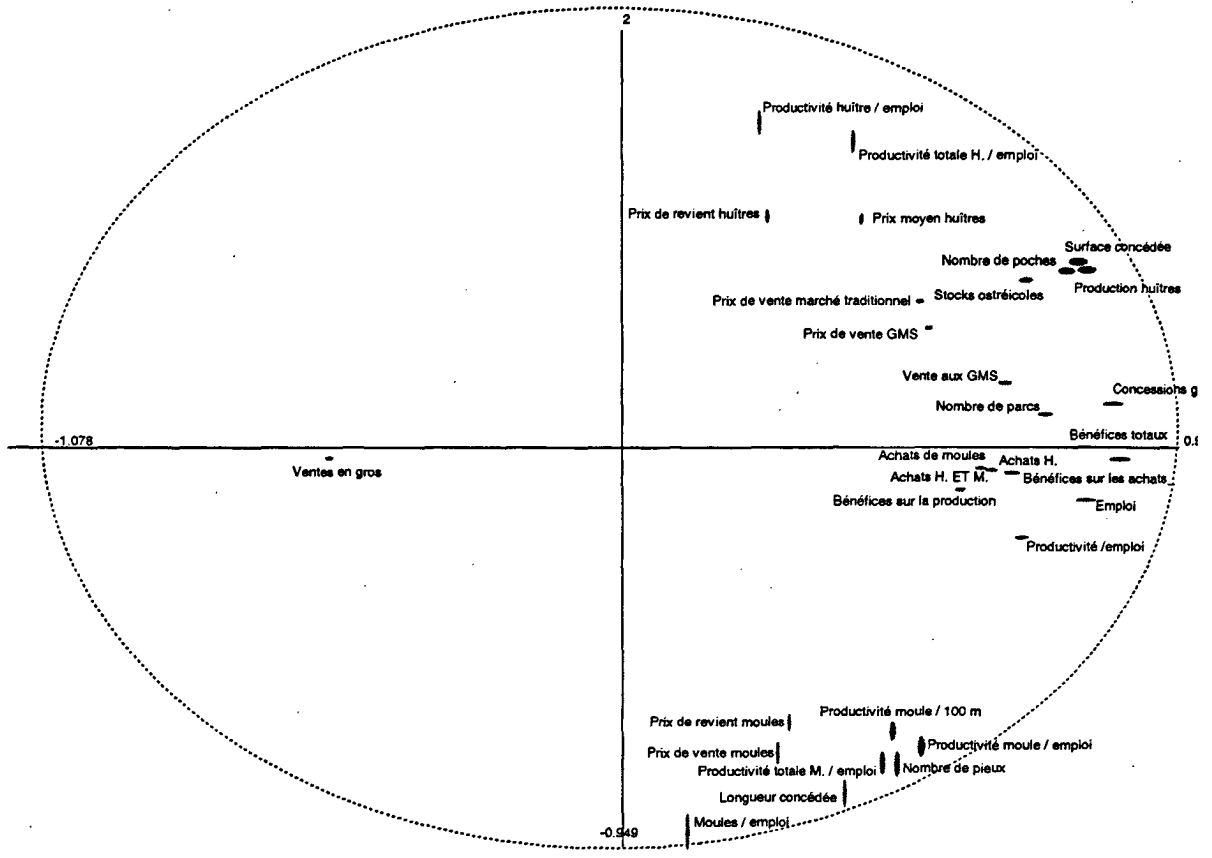 2
Productivité huître / emploi
Productivité totale H. / emploi
Prix de revient huîtres
Prix moyen huîtres
Surface concédée
Nombre de poches
Production huîtres
Stocks ostréicoles
Prix de vente marché traditionnel
Prix de vente GMS
Vente aux GMS
Concessions g
Nombre de parcs
Bénéfices totaux
-1.078
Achats de moules
Achats H.
Ventes en gros
Achats H. ET M.
Bénéfices sur les achats
Bénéfices sur la production
Emploi
Productivité /emploi
Prix de revient moules
Productivité moule / 100 m
Prix de vente moules
Productivité moule / emploi
Productivité totale M. / emploi
Nombre de pieux
Longueur concédée
Moules / emploi
-0.949